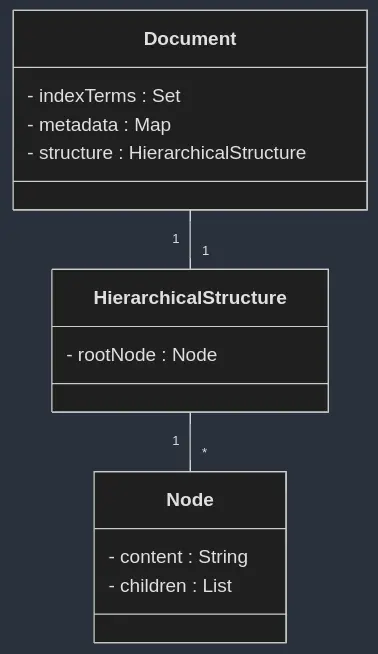 Document
- indexTerms : Set
- metadata : Map
- structure : HierarchicalStructure
1
1
HierarchicalStructure
- rootNode : Node
1
*
Node
- content : String
- children : List